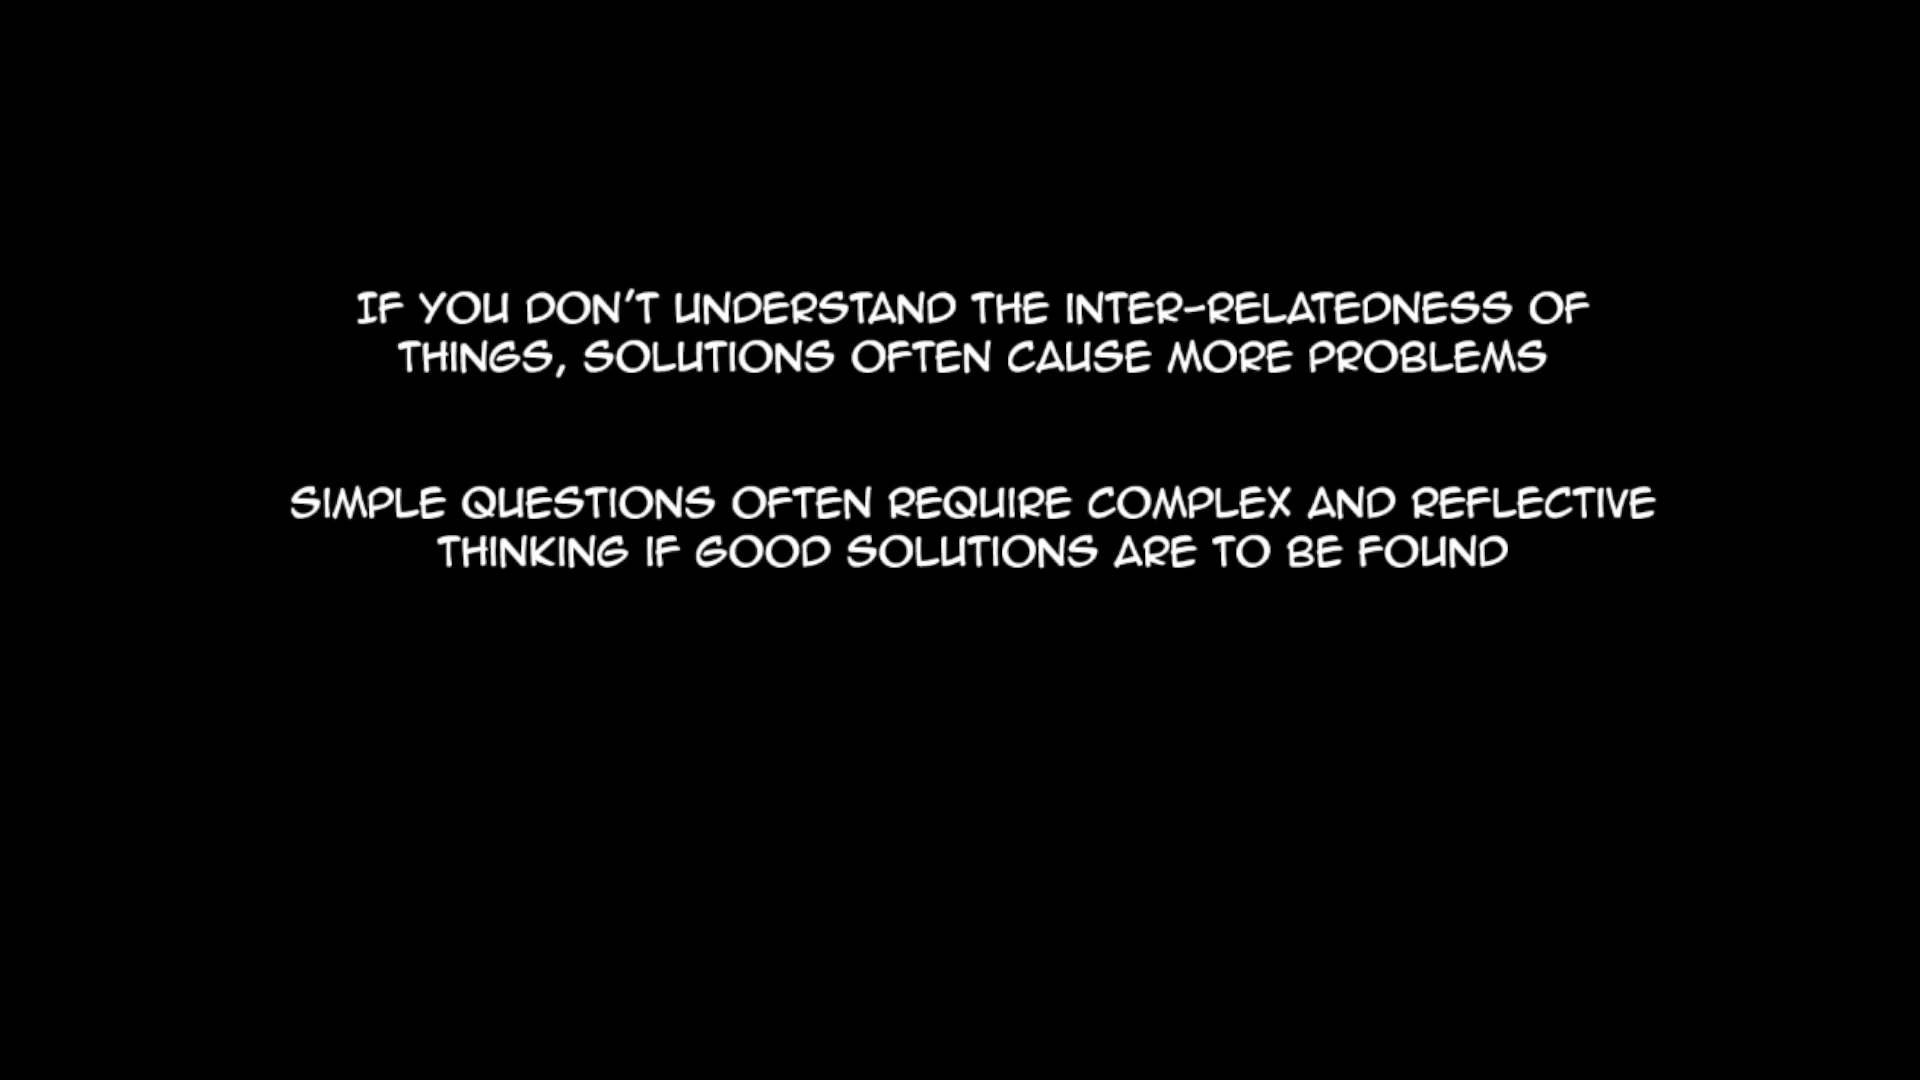 IF YOU DON'T UNDERSTAND THE INTER-RELATEDNESS OF
THINGS, SOLUTIONS OFTEN CAUSE MORE PROBLEMS
SIMPLE QUESTIONS OFTEN REQUIRE COMPLEX AND REFLECTIVE
THINKING IF GOOD SOLUTIONS ARE TO BE FOUND